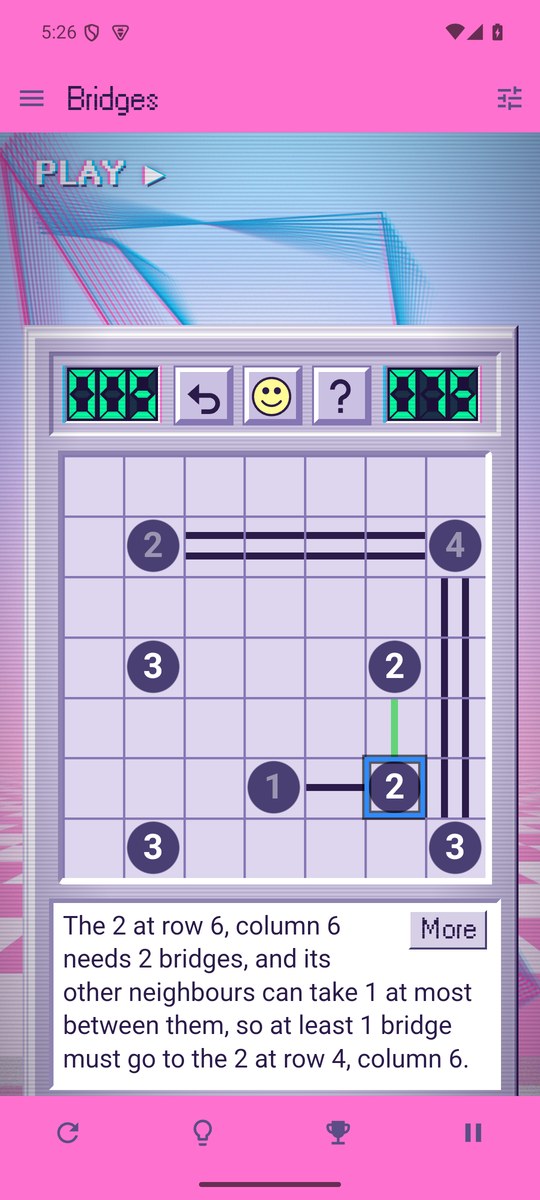 5:26
Bridges
PLAY
?
2
4
3
2
1
2
3
3
The 2 at row 6, column 6
needs 2 bridges, and its
other neighbours can take 1 at most
between them, so at least 1 bridge
must go to the 2 at row 4, column 6.
More